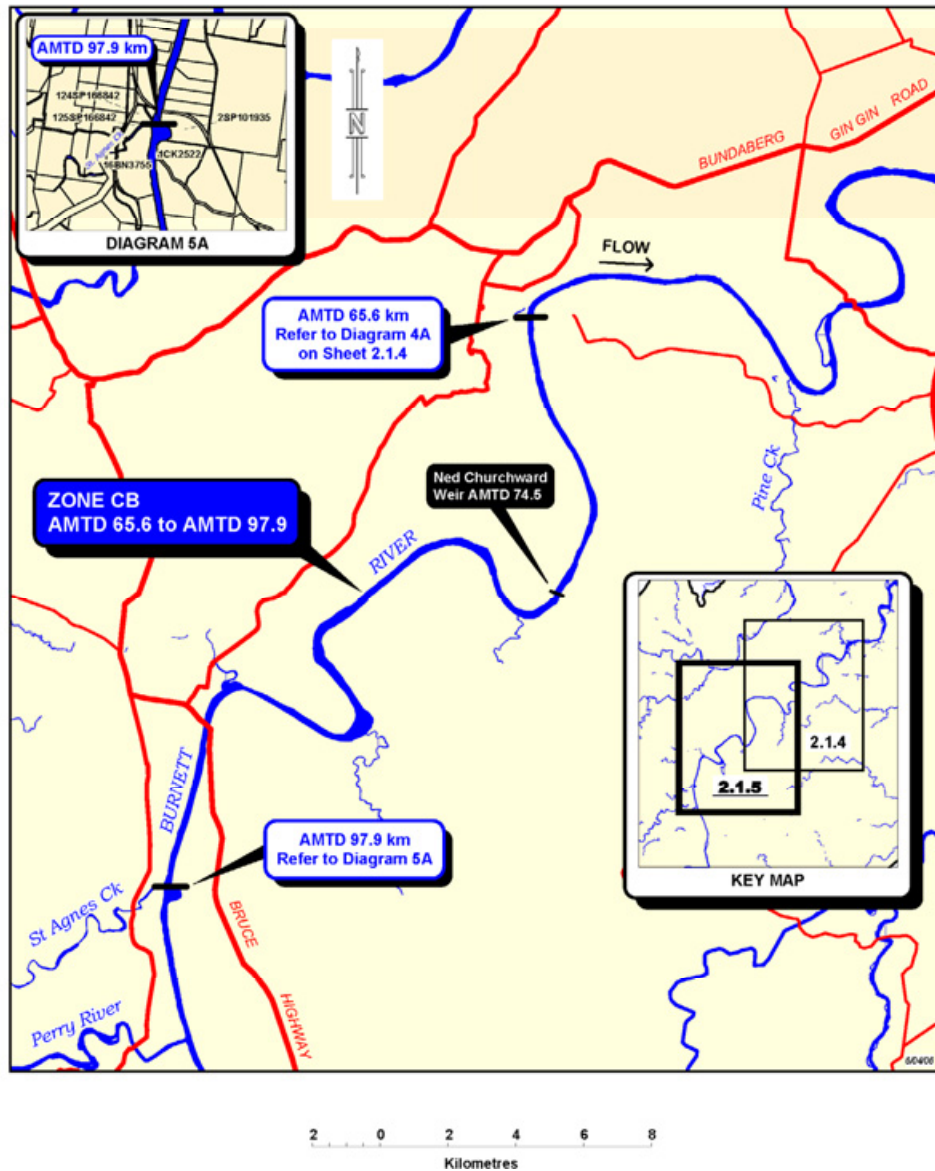 AMTD 97.9 km
124SP166842
125SP166842
2SP101935
St Agnes Ck
1CK2522
DIAGRAM 5A
N
BUNDABERG
GIN GIN ROAD
FLOW
AMTD 65.6 km
Refer to Diagram 4A
on Sheet 2.1.4
Ned Churchward
Weir AMTD 74.5
Pine Ck
ZONE CB
AMTD 65.6 to AMTD 97.9
RIVER
2.1.4
2.1.5
KEY MAP
BURNETT
AMTD 97.9 km
Refer to Diagram 5A
St Agnes Ck
BRUCE
HIGHWAY
Perry River
2 0 2 4 6 8
Kilometres